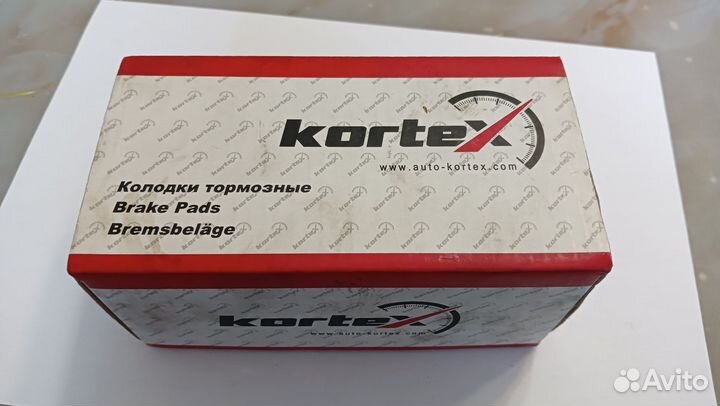 kortex
www.auto-kortex.com
Колодки тормозные
Brake Pads
Bremsbeläge
kortex
www.auto-kortex.com
Avito